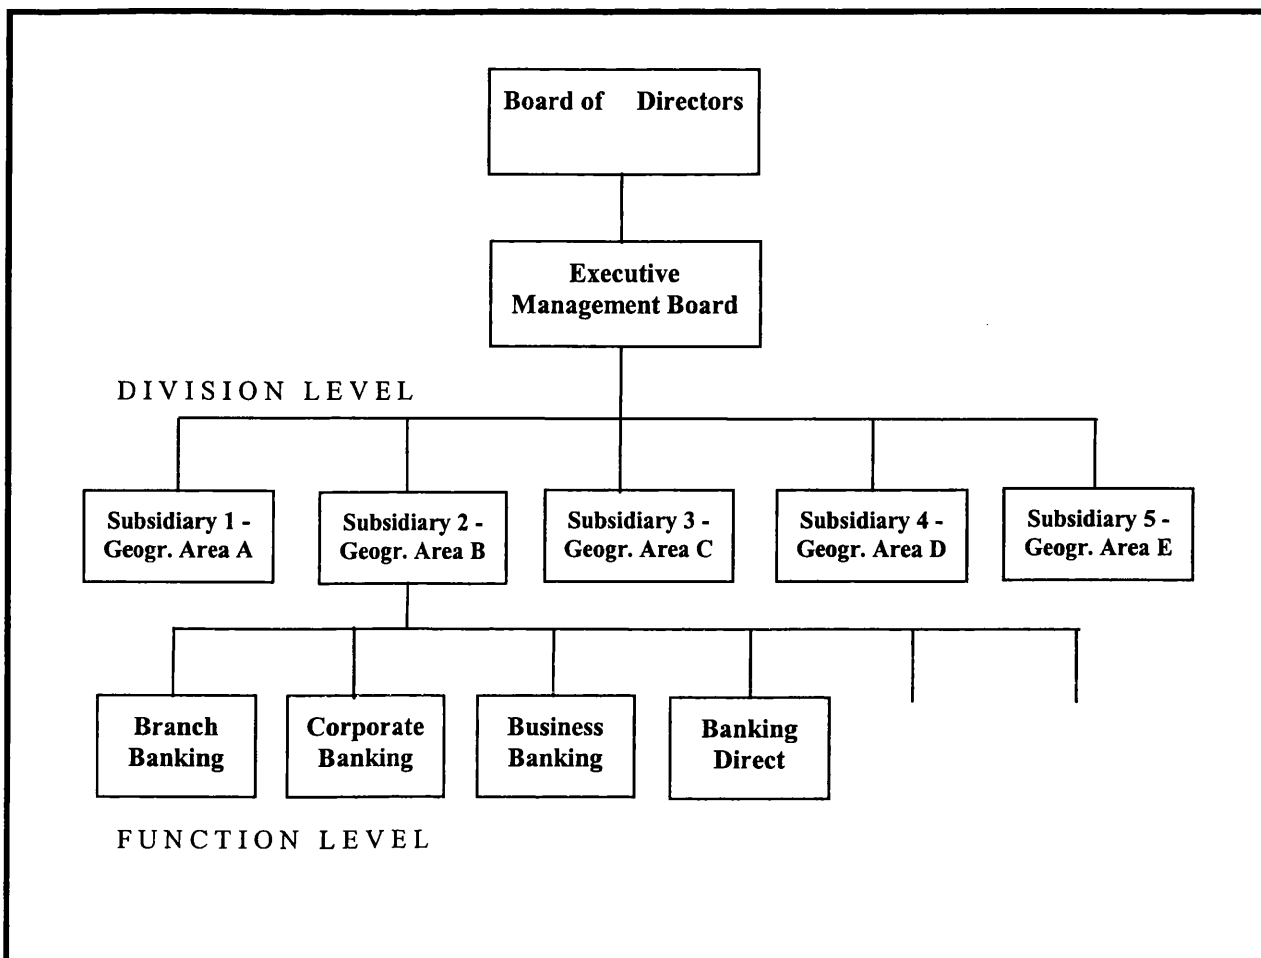 Board of Directors
Executive
Management Board
DIVISION LEVEL
Subsidiary 1 -
Geogr. Area A
Subsidiary 2 -
Geogr. Area B
Subsidiary 3 -
Geogr. Area C
Subsidiary 4 -
Geogr. Area D
Subsidiary 5 -
Geogr. Area E
Branch
Banking
Corporate
Banking
Business
Banking
Banking
Direct
FUNCTION LEVEL